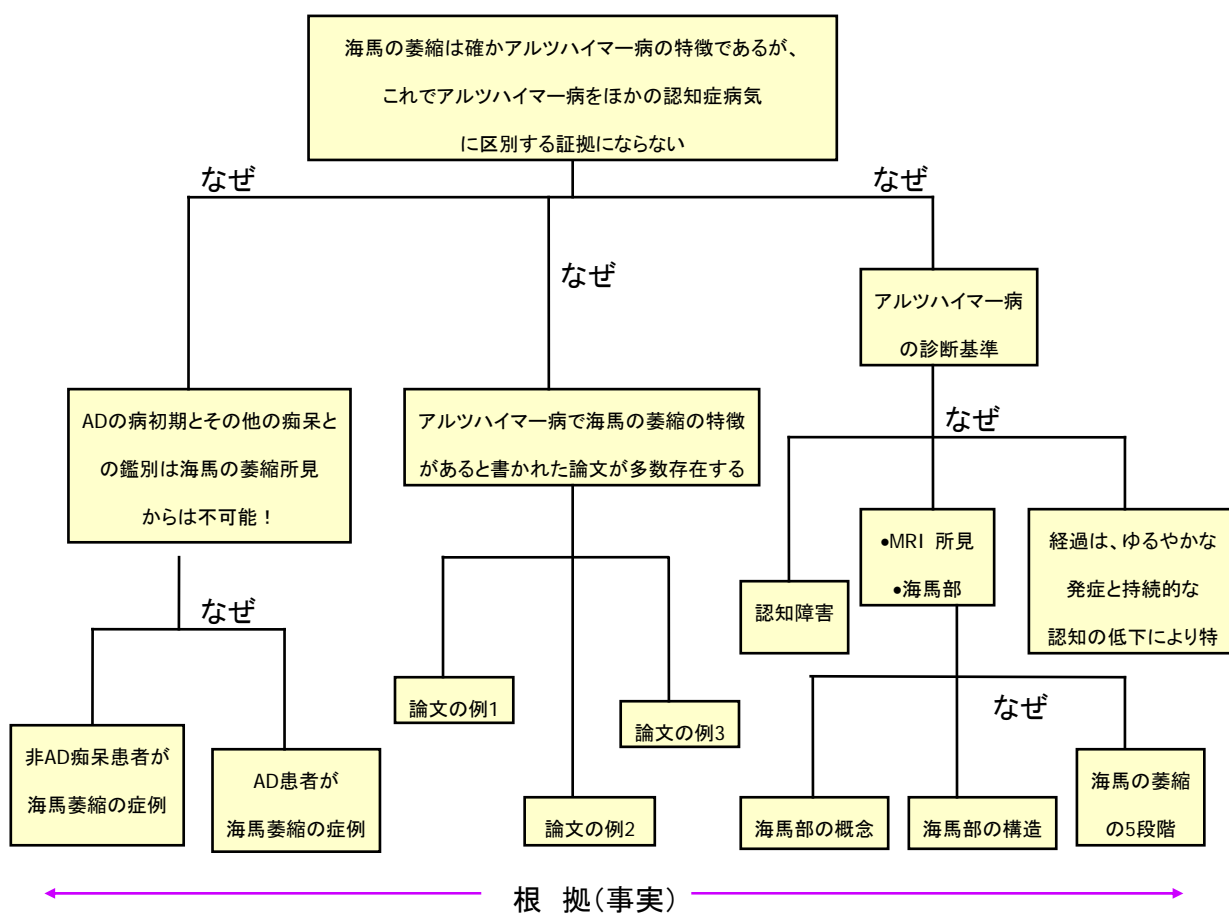 海馬の萎縮は確かアルツハイマー病の特徴であるが、
これでアルツハイマー病をほかの認知症病気
に区別する証拠にならない
なぜ
なぜ
なぜ
アルツハイマー病
の診断基準
ADの病初期とその他の痴呆と
の鑑別は海馬の萎縮所見
からは不可能！
アルツハイマー病で海馬の萎縮の特徴
があると書かれた論文が多数存在する
なぜ
●MRI 所見
●海馬部
経過は、ゆるやかな
発症と持続的な
認知の低下により特
認知障害
なぜ
論文の例1
論文の例3
なぜ
非AD痴呆患者が
海馬萎縮の症例
AD患者が
海馬萎縮の症例
論文の例2
海馬部の概念
海馬部の構造
海馬の萎縮
の5段階
根 拠(事実)